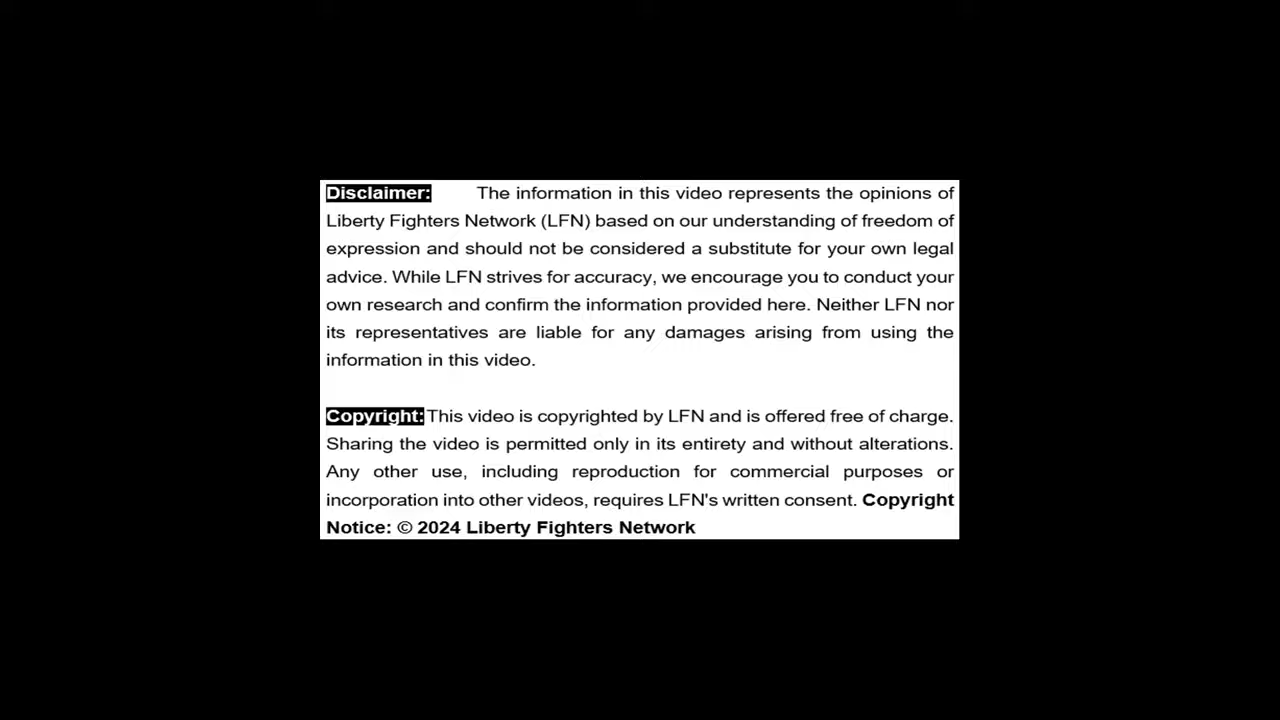 Disclaimer: The information in this video represents the opinions of
Liberty Fighters Network (LFN) based on our understanding of freedom of
expression and should not be considered a substitute for your own legal
advice. While LFN strives for accuracy, we encourage you to conduct your
own research and confirm the information provided here. Neither LFN nor
its representatives are liable for any damages arising from using the
information in this video.
Copyright: This video is copyrighted by LFN and is offered free of charge.
Sharing the video is permitted only in its entirety and without alterations.
Any other use, including reproduction for commercial purposes or
incorporation into other videos, requires LFN's written consent. Copyright
Notice: © 2024 Liberty Fighters Network